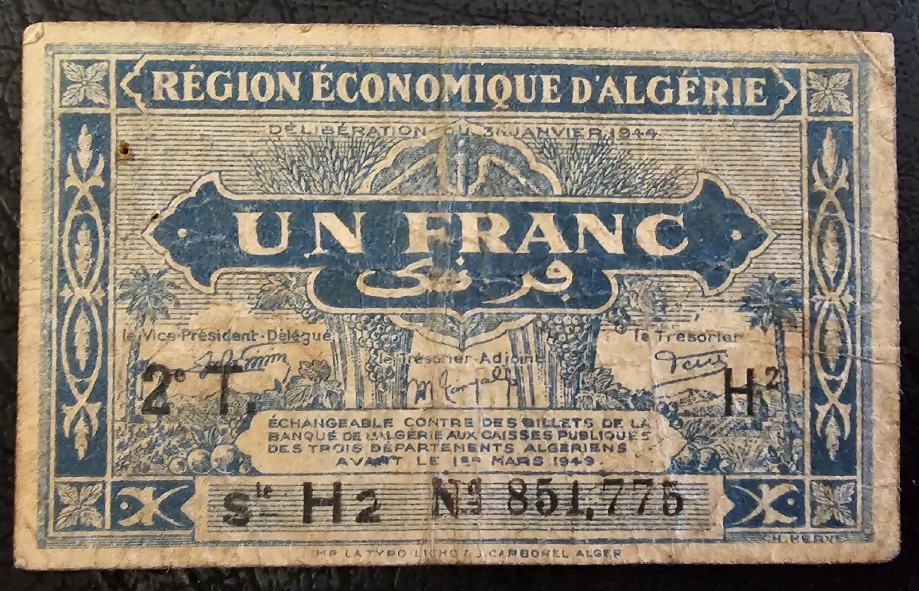 RÉGION ÉCONOMIQUE D'ALGÉRIE
DÉLIBÉRATION DU 31 JANVIER 1944
UN FRANC
فرنك
le Vice-Président-Délégué
le Trésorier-Adjoint
le Trésorier
2e T.
H2
ÉCHANGEABLE CONTRE DES BILLETS DE LA
BANQUE DE L'ALGÉRIE AUX CAISSES PUBLIQUES
DES TROIS DÉPARTEMENTS ALGÉRIENS
AVANT LE 1ER MARS 1949
Sie H2 No 851,775
IMP. LA TYPO LITHO & J. CARBONEL ALGER
CH. HERVÉ